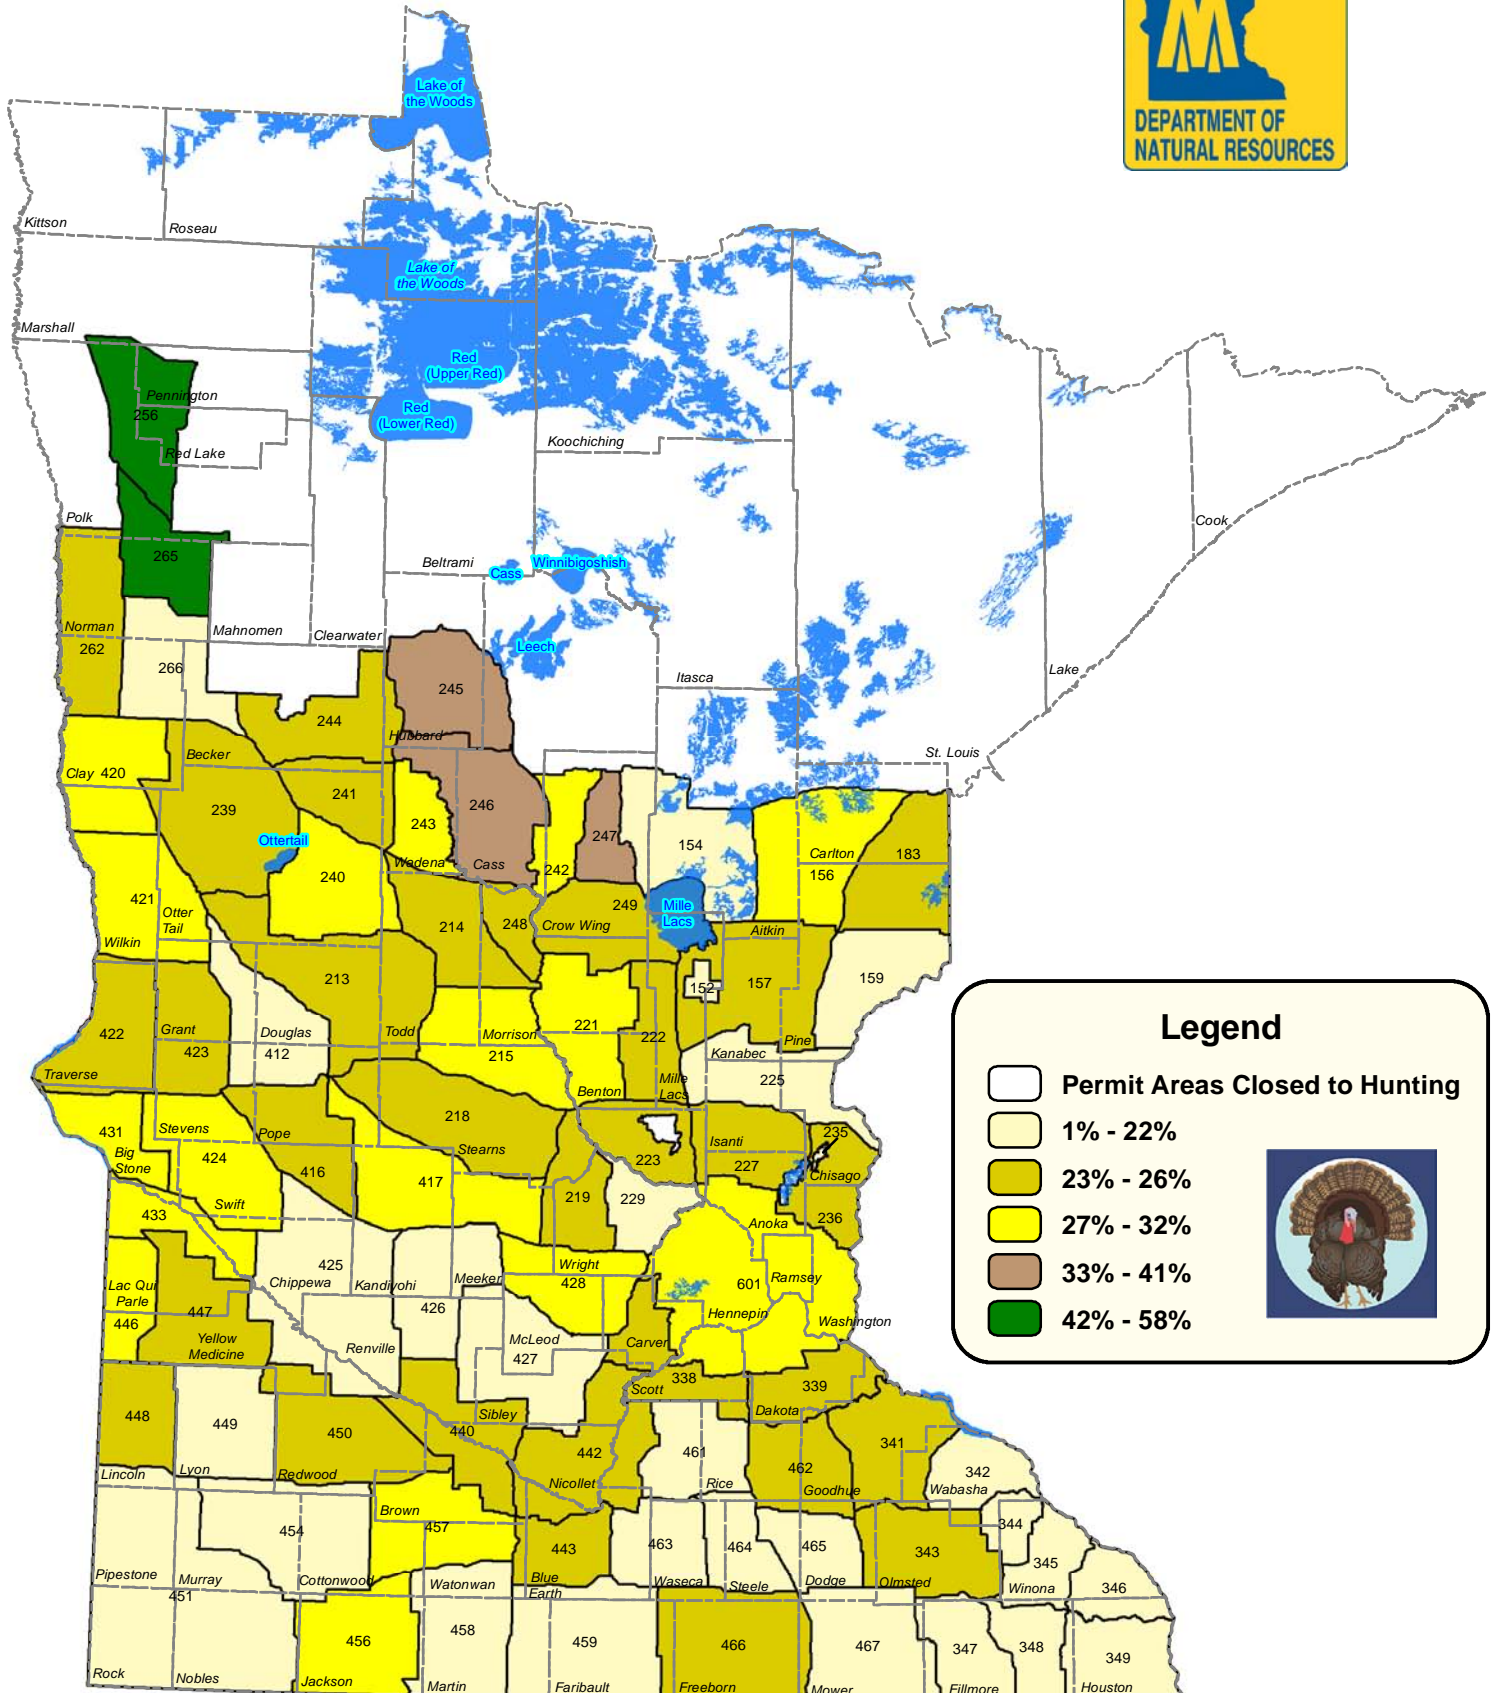 DEPARTMENT OF
NATURAL RESOURCES
Lake of
the Woods
Kittson
Roseau
Lake of
the Woods
Marshall
Red
(Upper Red)
Pennington
256
Red
(Lower Red)
Koochiching
Red Lake
Polk
Cook
265
Beltrami
Cass
Winnibigoshish
Norman
Mahnomen
Clearwater
262
Leech
266
Itasca
Lake
245
244
Hubbard
Becker
St. Louis
Clay 420
241
239
246
243
247
Ottertail
154
Carlton
183
Wadena
Cass
242
156
240
421
Otter
Tail
249
Mille
Lacs
214
248
Crow Wing
Aitkin
Wilkin
213
152
157
159
422
Grant
Douglas
Todd
Morrison
221
222
Pine
423
412
215
Kanabec
Traverse
225
Benton
Mille
Lacs
218
431
Stevens
Pope
Isanti
235
Big
Stone
424
Stearns
223
227
Chisago
416
417
219
229
433
Swift
Anoka
236
425
Wright
Lac Qui
Parle
Chippewa
Kandiyohi
Meeker
428
601
Ramsey
447
426
Hennepin
446
Washington
Yellow
Medicine
Renville
McLeod
427
Carver
338
339
Scott
448
449
450
440
Sibley
Dakota
442
461
341
462
Lincoln
Lyon
Redwood
Nicollet
Rice
Goodhue
342
Wabasha
Brown
454
457
344
443
463
464
465
343
345
Pipestone
Murray
Cottonwood
Watonwan
Blue
Earth
Waseca
Steele
Dodge
Olmsted
Winona
346
451
456
458
459
466
467
347
348
349
Rock
Nobles
Jackson
Martin
Faribault
Freeborn
Mower
Fillmore
Houston
Legend
Permit Areas Closed to Hunting
1% - 22%
23% - 26%
27% - 32%
33% - 41%
42% - 58%